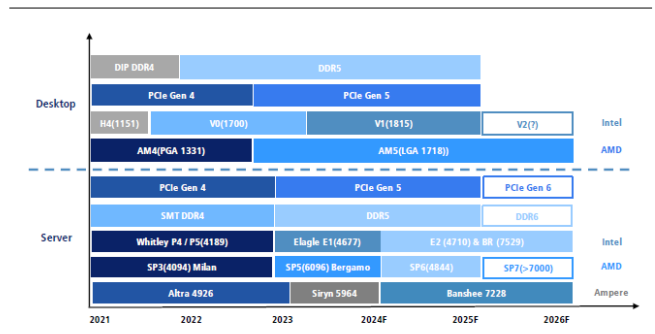 DIP DDR4 DDR5
PCIe Gen 4 PCIe Gen 5
Desktop
H4(1151) V0(1700) V1(1815) V2(?) Intel
AM4(PGA 1331) AM5(LGA 1718)) AMD
PCIe Gen 4 PCIe Gen 5 PCIe Gen 6
SMT DDR4 DDR5 DDR6
Server
Whitley P4 / P5(4189) Elagle E1(4677) E2 (4710) & BR (7529) Intel
SP3(4094) Milan SP5(6096) Bergamo SP6(4844) SP7(>7000) AMD
Altra 4926 Siryn 5964 Banshee 7228 Ampere
2021 2022 2023 2024F 2025F 2026F